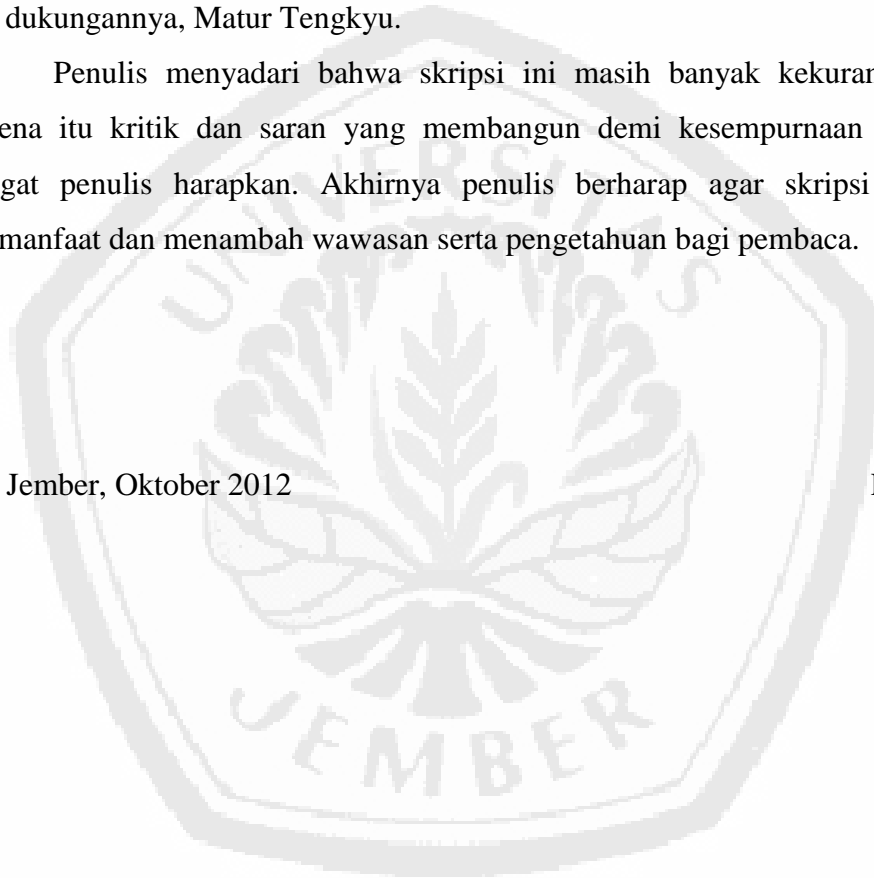 dukungannya, Matur Tengkyu.
Penulis menyadari bahwa skripsi ini masih banyak kekuran
ena itu kritik dan saran yang membangun demi kesempurnaan
gat penulis harapkan. Akhirnya penulis berharap agar skripsi
manfaat dan menambah wawasan serta pengetahuan bagi pembaca.
Jember, Oktober 2012
UNIVERSITAS
JEMBER